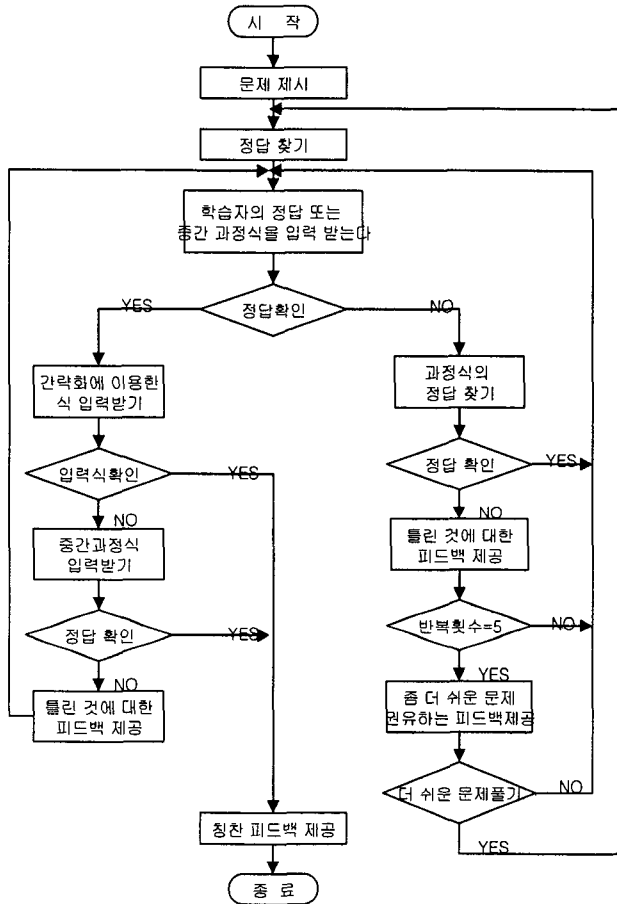 시 작
문제 제시
정답 찾기
학습자의 정답 또는
중간 과정식을 입력 받는다
정답확인
YES
NO
간략화에 이용한
식 입력받기
입력식확인
YES
NO
중간과정식
입력받기
정답 확인
YES
NO
틀린 것에 대한
피드백 제공
과정식의
정답 찾기
정답 확인
YES
NO
틀린 것에 대한
피드백 제공
반복횟수=5
NO
YES
좀 더 쉬운 문제
권유하는 피드백제공
더 쉬운 문제풀기
NO
YES
칭찬 피드백 제공
종 료